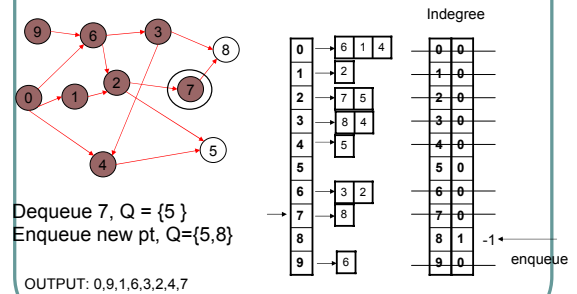 Indegree
9 6 3 8
0 1 2 7
4 5
0 6 1 4 0 0
1 2 1 0
2 7 5 2 0
3 8 4 3 0
4 5 4 0
5 5 0
6 3 2 6 0
7 8 7 0
8 8 1 -1
9 6 9 0 enqueue
Dequeue 7, Q = {5 }
Enqueue new pt, Q={5,8}
OUTPUT: 0,9,1,6,3,2,4,7